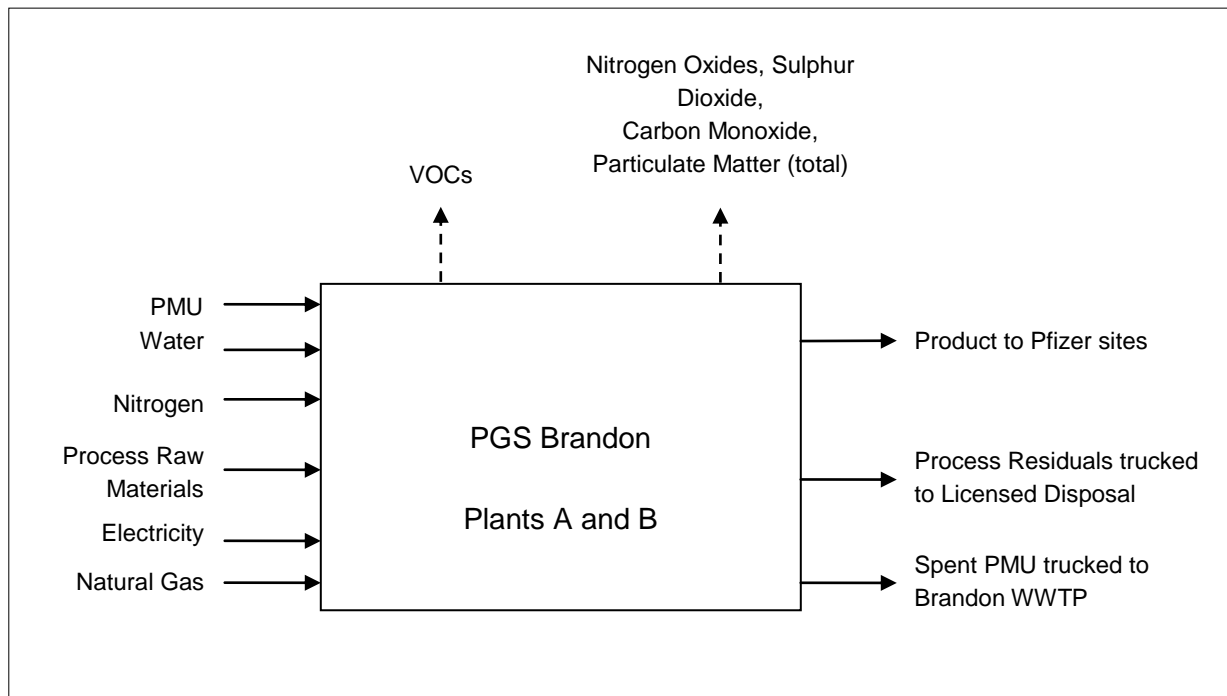 Nitrogen Oxides, Sulphur
Dioxide,
Carbon Monoxide,
Particulate Matter (total)
VOCs
PMU
Water
Nitrogen
Process Raw
Materials
Electricity
Natural Gas
PGS Brandon
Plants A and B
Product to Pfizer sites
Process Residuals trucked
to Licensed Disposal
Spent PMU trucked to
Brandon WWTP